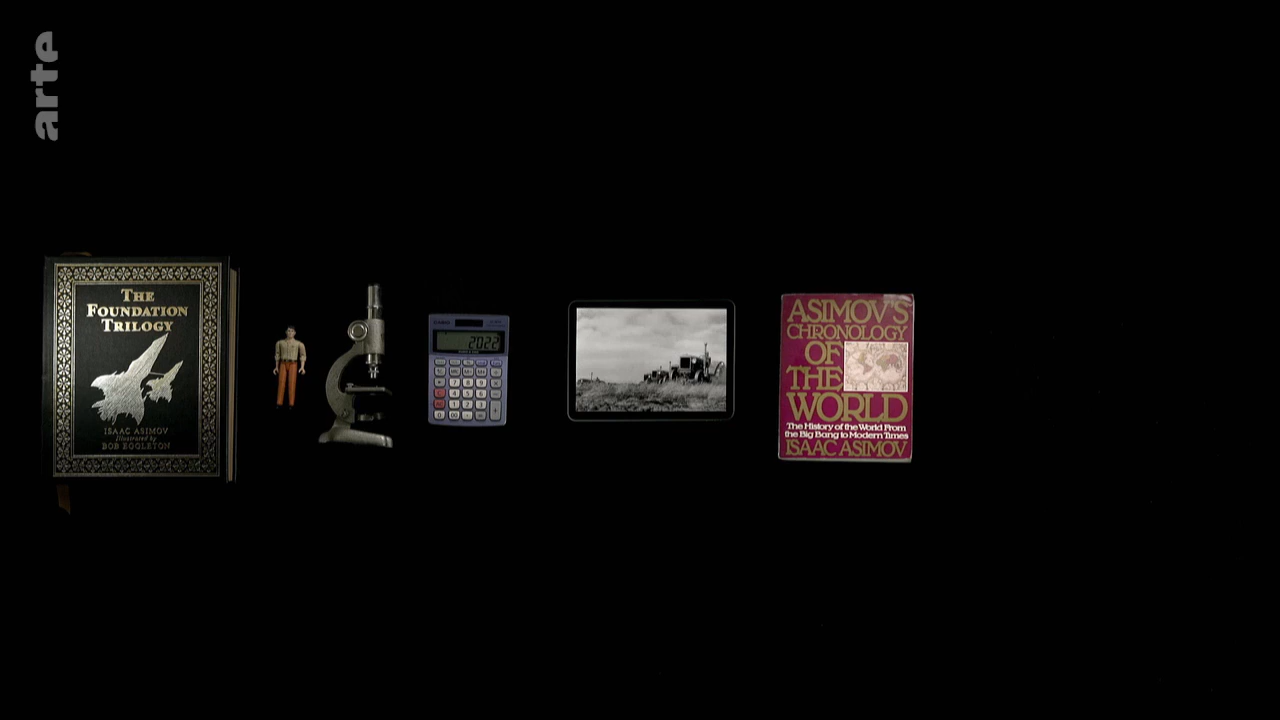 arte
THE
FOUNDATION
TRILOGY
ISAAC ASIMOV
Illustrated by
BOB EGGLETON
2022
ASIMOV'S
CHRONOLOGY
OF
THE
WORLD
The History of the World From
the Big Bang to Modern Times
ISAAC ASIMOV